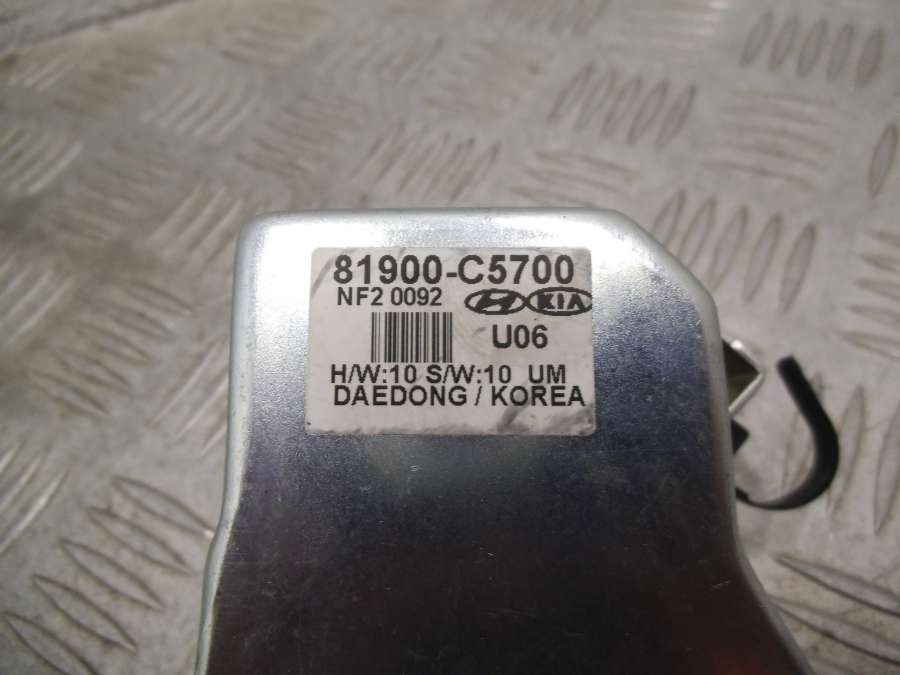 81900-C5700
NF2 0092 KIA
U06
H/W:10 S/W:10 UM
DAEDONG / KOREA